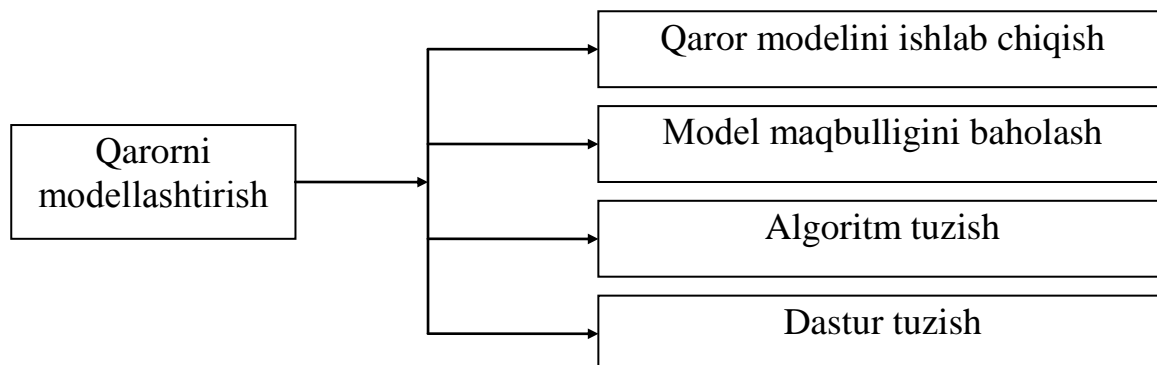 Qarorni
modellashtirish
Qaror modelini ishlab chiqish
Model maqbulligini baholash
Algoritm tuzish
Dastur tuzish